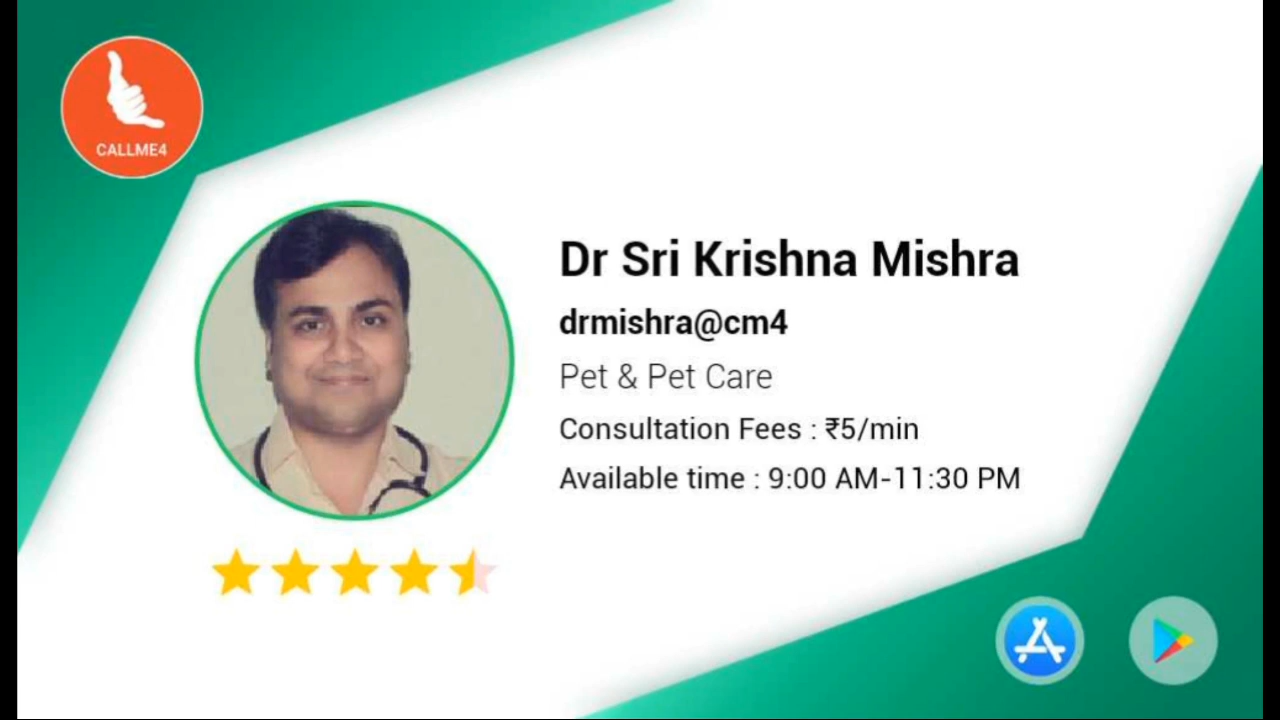 CALLME4
Dr Sri Krishna Mishra
drmishra@cm4
Pet & Pet Care
Consultation Fees : ₹5/min
Available time : 9:00 AM-11:30 PM